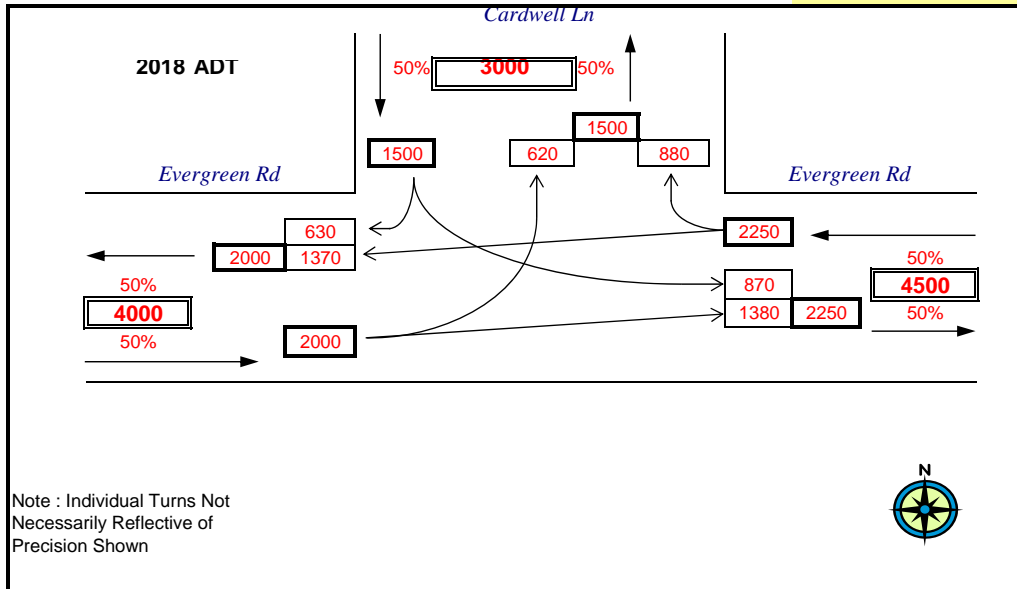 Cardwell Ln
2018 ADT
50% 3000 50%
1500
1500 620 880
Evergreen Rd Evergreen Rd
630 2250
2000 1370
50%
50% 870 4500
4000
1380 2250 50%
50% 2000
N
Note : Individual Turns Not
Necessarily Reflective of
Precision Shown